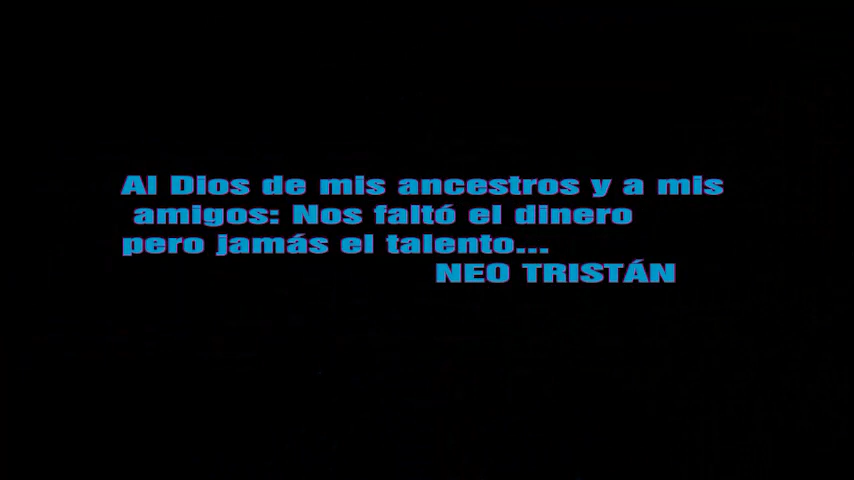 Al Dios de mis ancestros y a mis
amigos: Nos faltó el dinero
pero jamás el talento...
NEO TRISTÁN